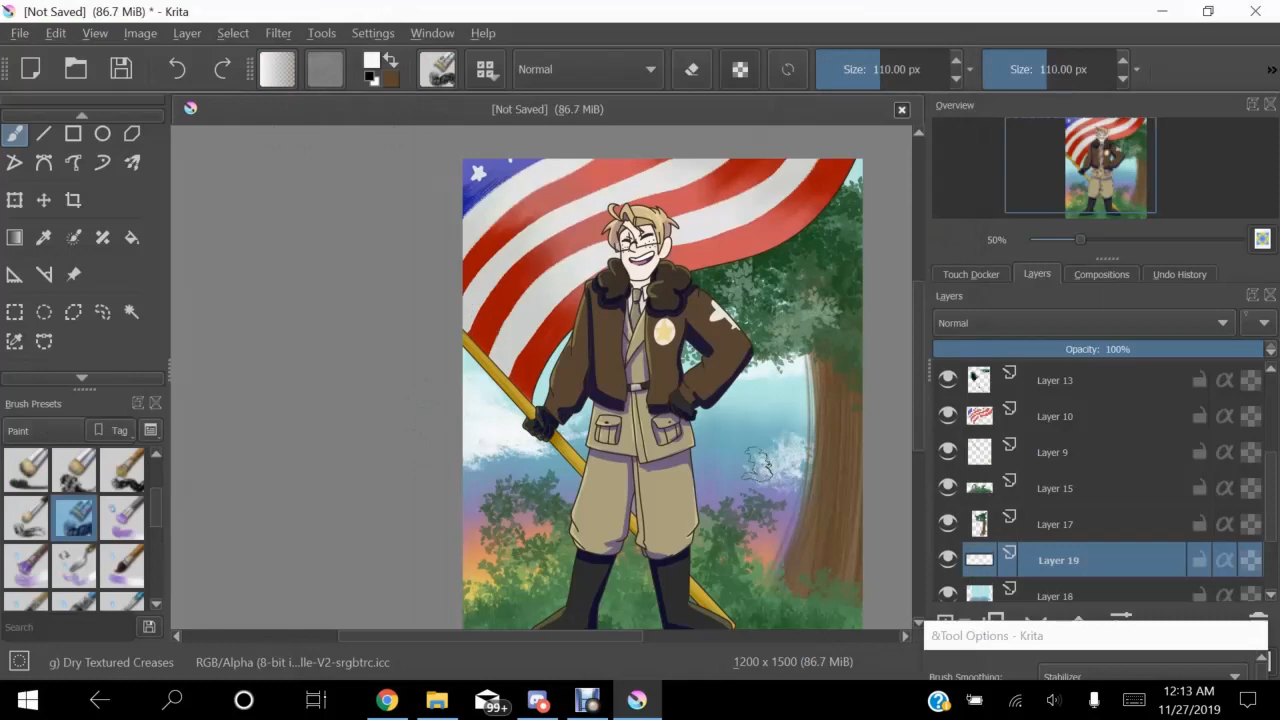 [Not Saved] (86.7 MiB) * - Krita
File Edit View Image Layer Select Filter Tools Settings Window Help
Normal
Size: 110.00 px
Size: 110.00 px
»
[Not Saved] (86.7 MiB)
Overview
50%
Touch Docker Layers Compositions Undo History
Layers
Normal
Opacity: 100%
Layer 13
Layer 10
Layer 9
Layer 15
Layer 17
Layer 19
Layer 18
Brush Presets
Paint
Tag
Search
&Tool Options - Krita
Brush Smoothing:
Stabilizer
g) Dry Textured Creases
RGB/Alpha (8-bit i...lle-V2-srgbtrc.icc
1200 x 1500 (86.7 MiB)
99+
12:13 AM
11/27/2019